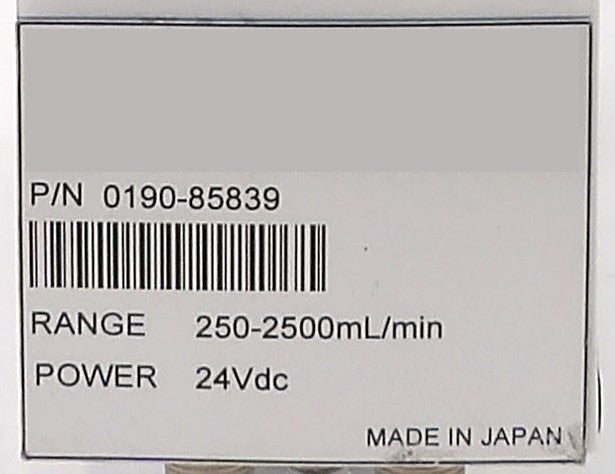 P/N 0190-85839
RANGE 250-2500mL/min
POWER 24Vdc
MADE IN JAPAN